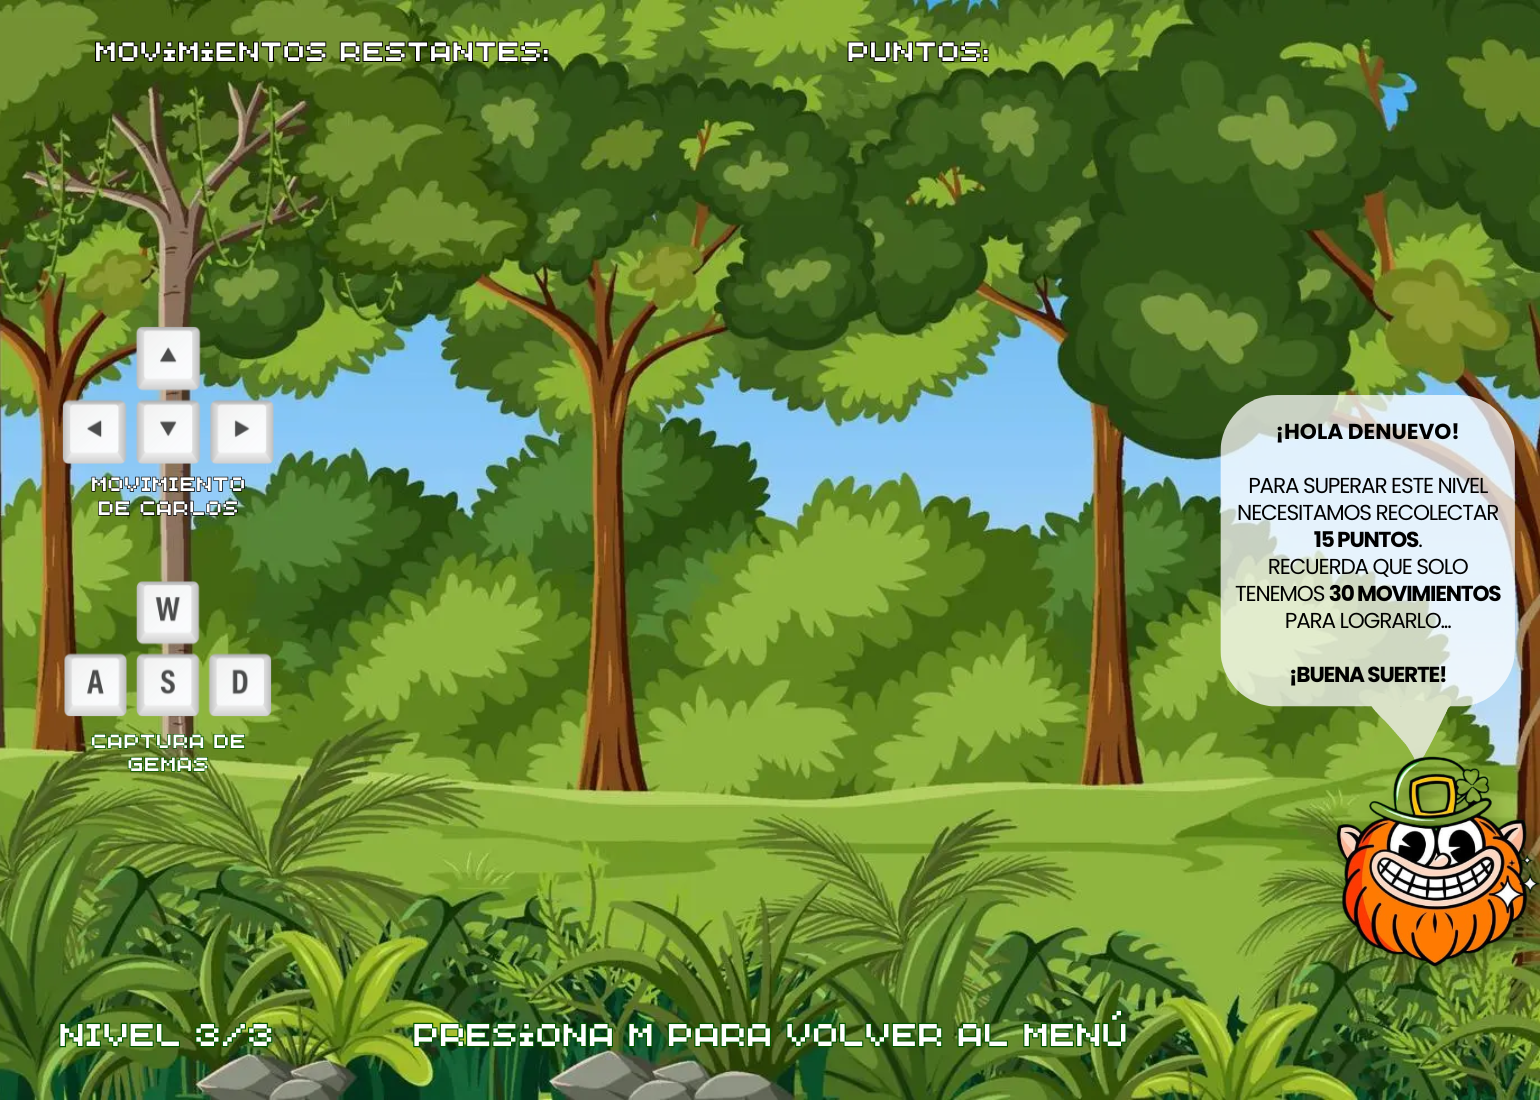 MOVIMIENTOS RESTANTES:
PUNTOS:
MOVIMIENTO
DE CARLOS
W
A S D
CAPTURA DE
GEMAS
¡HOLA DENUEVO!
PARA SUPERAR ESTE NIVEL
NECESITAMOS RECOLECTAR
15 PUNTOS.
RECUERDA QUE SOLO
TENEMOS 30 MOVIMIENTOS
PARA LOGRARLO...
¡BUENA SUERTE!
NIVEL 3/3
PRESIONA M PARA VOLVER AL MENÚ